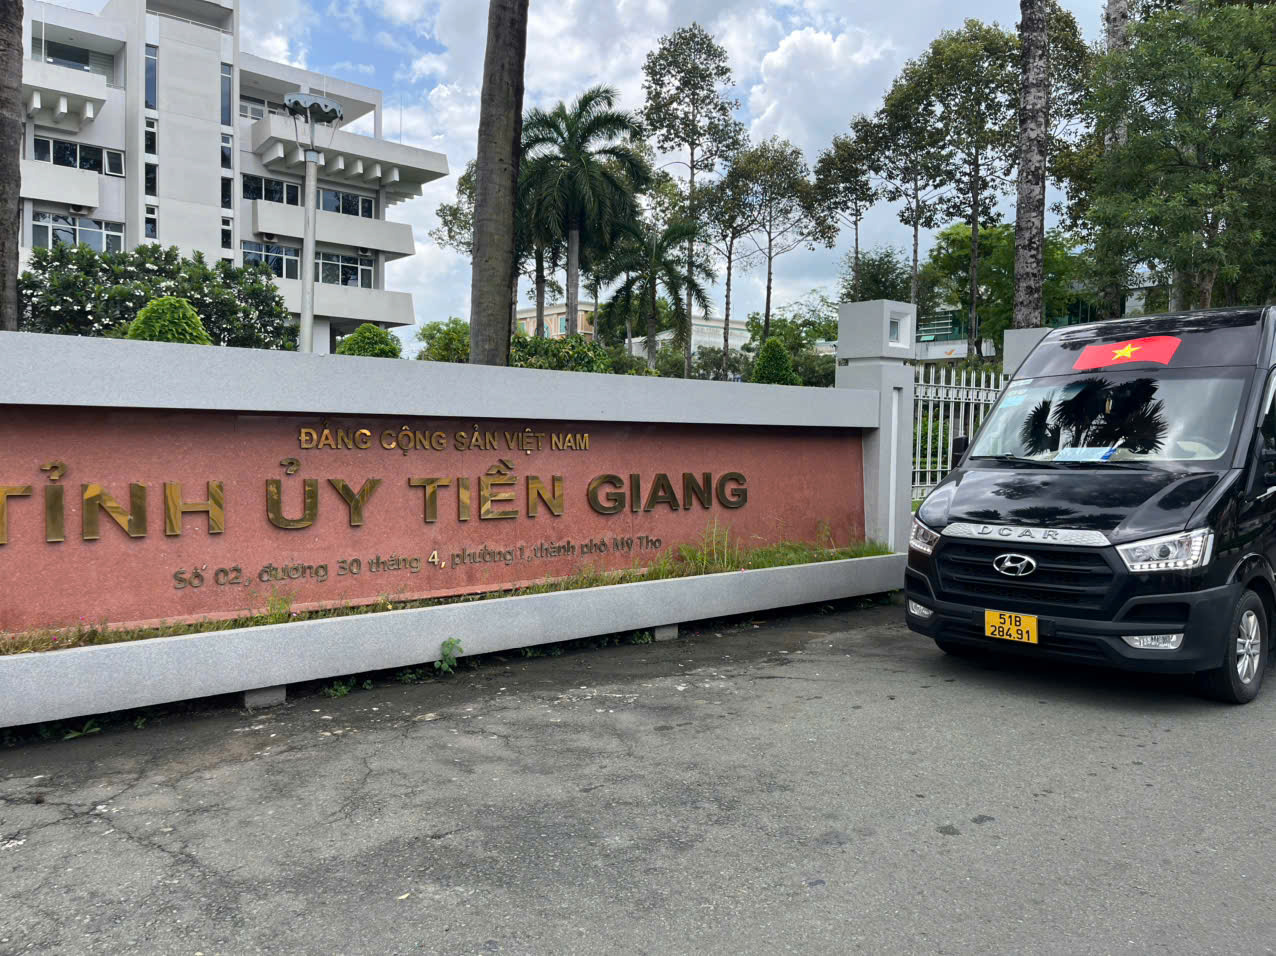 ĐẢNG CỘNG SẢN VIỆT NAM
TỈNH ỦY TIỀN GIANG
Số 02, đường 30 tháng 4, phường 1, thành phố Mỹ Tho
DCAR
51B
284.91